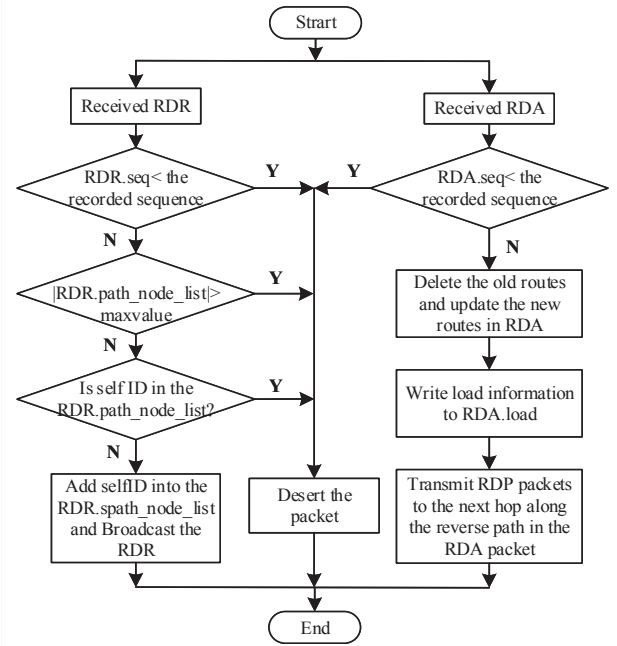 Strart
Received RDR
Received RDA
RDR.seq< the
recorded sequence
Y
Y
RDA.seq< the
recorded sequence
N
N
|RDR.path_node_list|>
maxvalue
Y
Delete the old routes
and update the new
routes in RDA
N
Is self ID in the
RDR.path_node_list?
Y
Write load information
to RDA.load
N
Add selfID into the
RDR.spath_node_list
and Broadcast the
RDR
Desert the
packet
Transmit RDP packets
to the next hop along
the reverse path in the
RDA packet
End